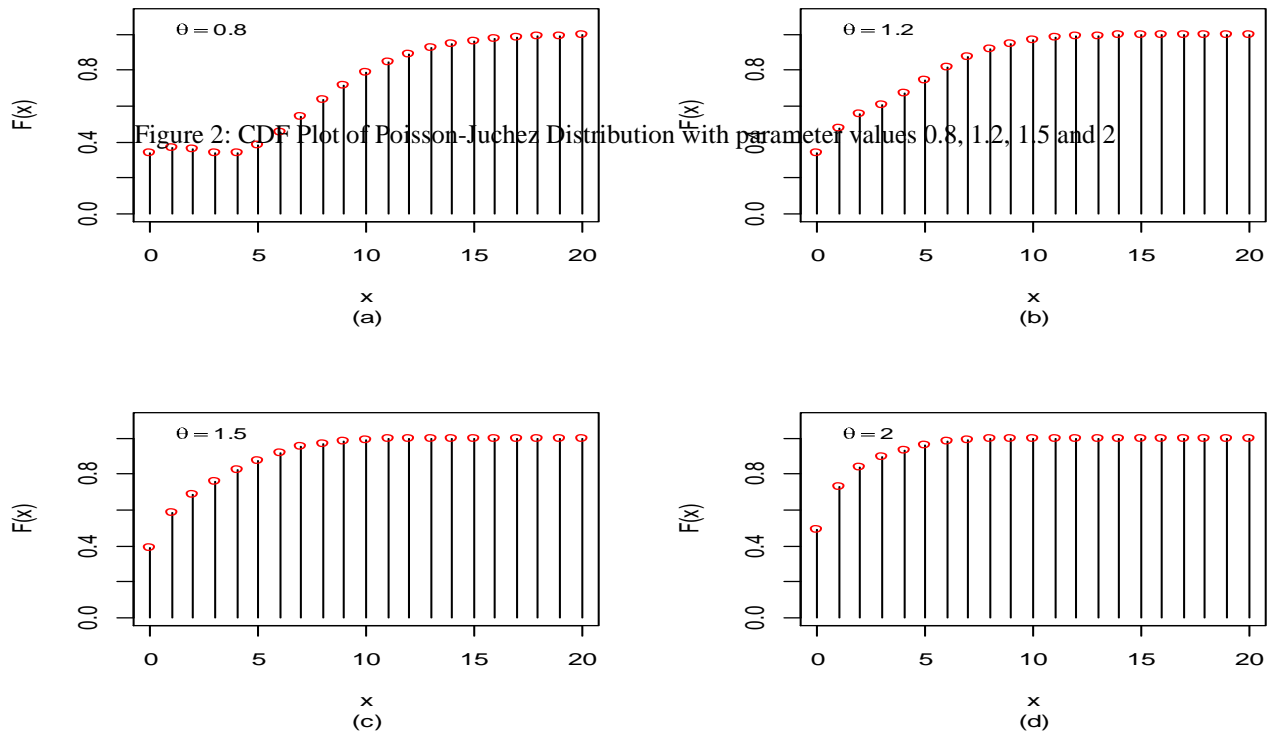 θ = 0.8
F(x)
0.0 0.4 0.8
0 5 10 15 20
x
(a)
θ = 1.2
F(x)
0.0 0.4 0.8
0 5 10 15 20
x
(b)
Figure 2: CDF Plot of Poisson-Juchez Distribution with parameter values 0.8, 1.2, 1.5 and 2
θ = 1.5
F(x)
0.0 0.4 0.8
0 5 10 15 20
x
(c)
θ = 2
F(x)
0.0 0.4 0.8
0 5 10 15 20
x
(d)